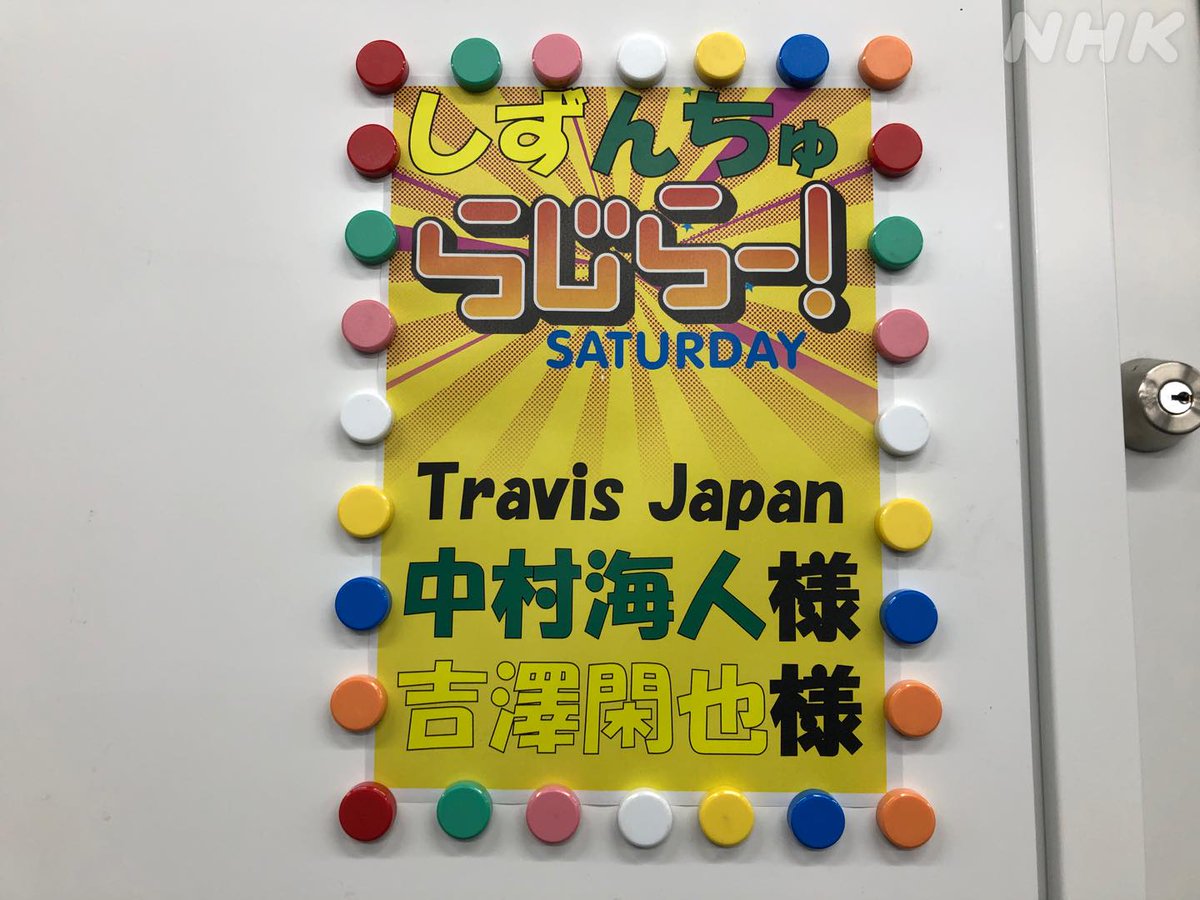 NHK
しずんちゅ
らじらー!
SATURDAY
Travis Japan
中村海人様
吉澤閑也様